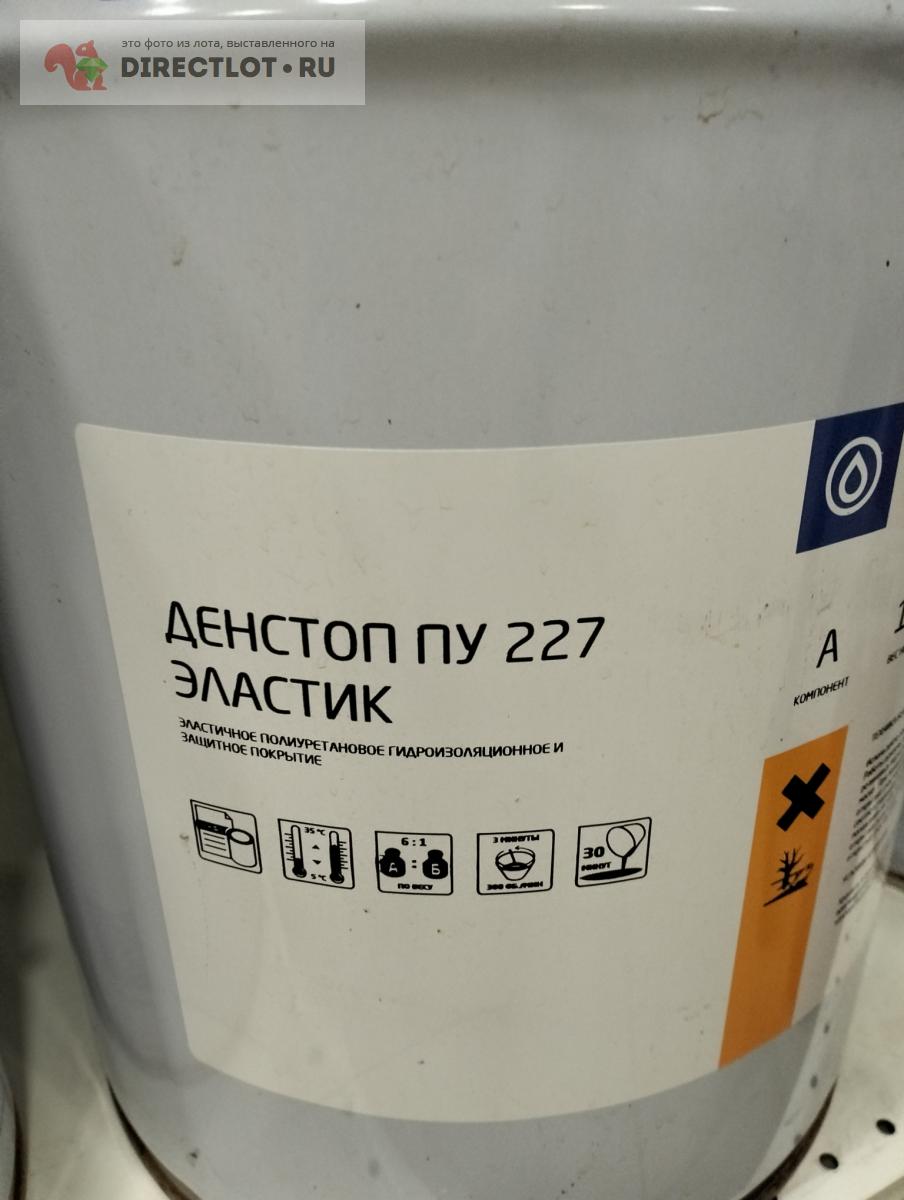 это фото из лота, выставленного на
DIRECTLOT•RU
ДЕНСТОП ПУ 227
ЭЛАСТИК
ЭЛАСТИЧНОЕ ПОЛИУРЕТАНОВОЕ ГИДРОИЗОЛЯЦИОННОЕ И
ЗАЩИТНОЕ ПОКРЫТИЕ
А
КОМПОНЕНТ
35 °C
5 °C
6 : 1
А : Б
ПО ВЕСУ
3 МИНУТЫ
300 ОБ./МИН
30
МИНУТ